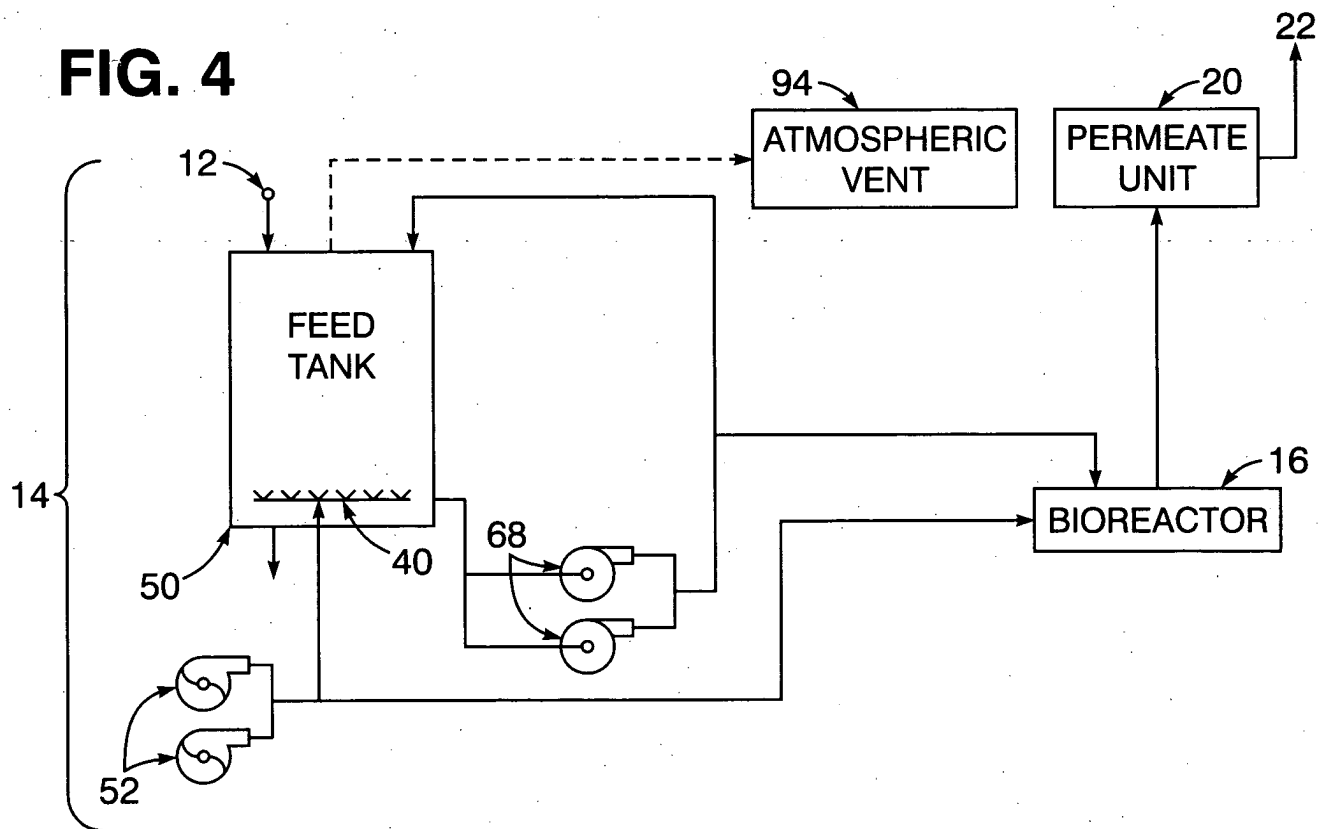 FIG. 4
22
94
20
ATMOSPHERIC
VENT
PERMEATE
UNIT
12
FEED
TANK
14
16
BIOREACTOR
50
40
68
52